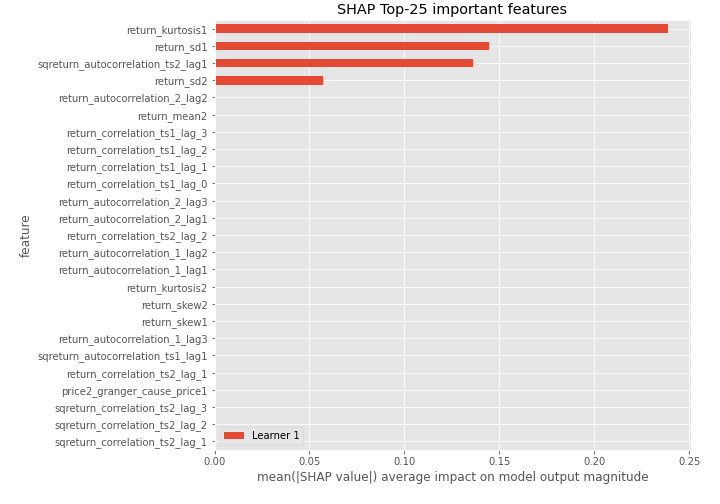 SHAP Top-25 important features
return_kurtosis1
return_sd1
sqreturn_autocorrelation_ts2_lag1
return_sd2
return_autocorrelation_2_lag2
return_mean2
return_correlation_ts1_lag_3
return_correlation_ts1_lag_2
return_correlation_ts1_lag_1
return_correlation_ts1_lag_0
return_autocorrelation_2_lag3
return_autocorrelation_2_lag1
return_correlation_ts2_lag_2
return_autocorrelation_1_lag2
return_autocorrelation_1_lag1
return_kurtosis2
return_skew2
return_skew1
return_autocorrelation_1_lag3
sqreturn_autocorrelation_ts1_lag1
return_correlation_ts2_lag_1
price2_granger_cause_price1
sqreturn_correlation_ts2_lag_3
sqreturn_correlation_ts2_lag_2
sqreturn_correlation_ts2_lag_1
feature
Learner 1
0.00 0.05 0.10 0.15 0.20 0.25
mean(|SHAP value|) average impact on model output magnitude